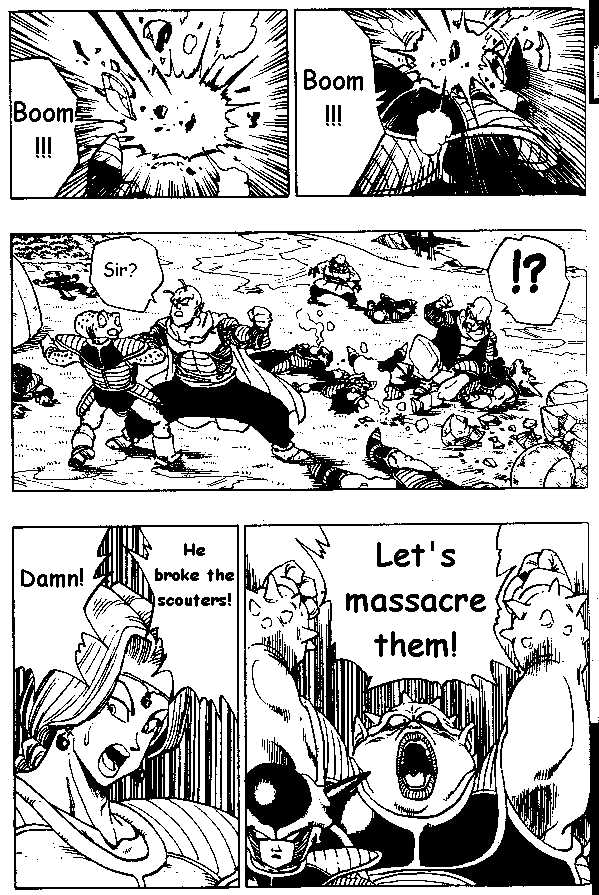 Boom
!!!
Boom
!!!
Sir?
!?
Damn!
He
broke the
scouters!
Let's
massacre
them!